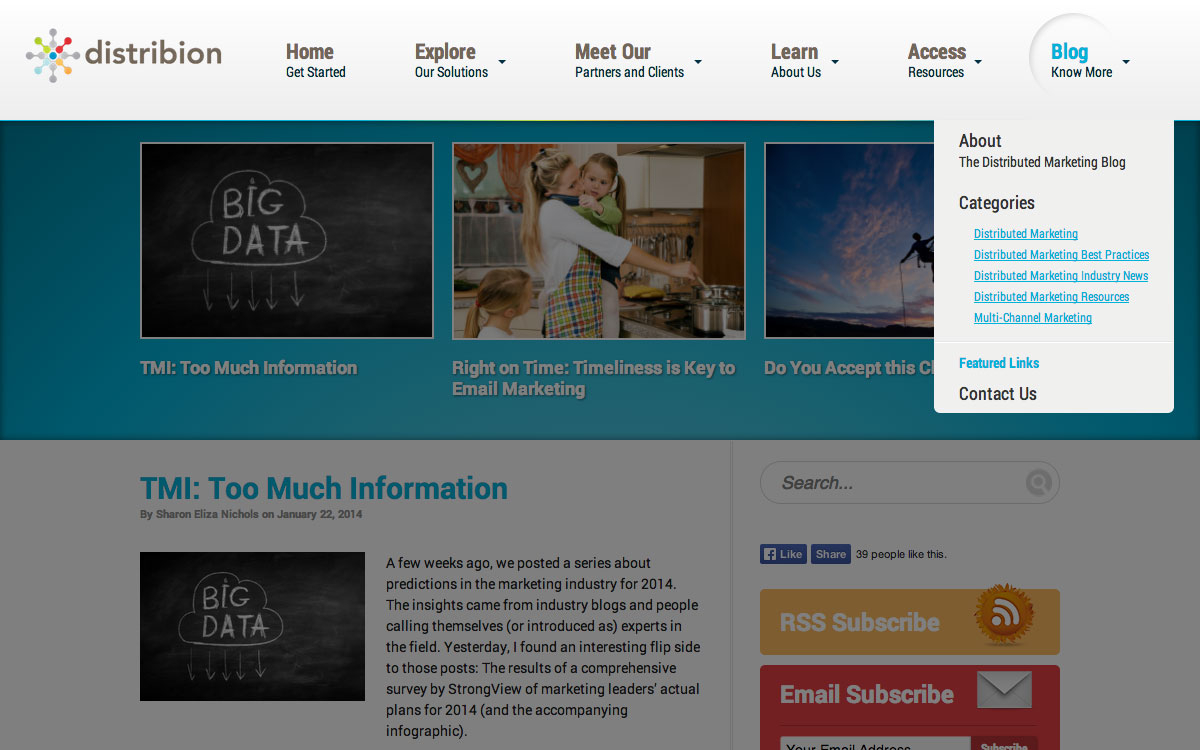 distribion
Home
Get Started
Explore
Our Solutions
Meet Our
Partners and Clients
Learn
About Us
Access
Resources
Blog
Know More
About
The Distributed Marketing Blog
Categories
Distributed Marketing
Distributed Marketing Best Practices
Distributed Marketing Industry News
Distributed Marketing Resources
Multi-Channel Marketing
Featured Links
Contact Us
BIG
DATA
TMI: Too Much Information
Right on Time: Timeliness is Key to
Email Marketing
Do You Accept this
TMI: Too Much Information
By Sharon Eliza Nichols on January 22, 2014
BIG
DATA
A few weeks ago, we posted a series about
predictions in the marketing industry for 2014.
The insights came from industry blogs and people
calling themselves (or introduced as) experts in
the field. Yesterday, I found an interesting flip side
to those posts: The results of a comprehensive
survey by StrongView of marketing leaders' actual
plans for 2014 (and the accompanying
infographic).
Search...
Like
Share
39 people like this.
RSS Subscribe
Email Subscribe
Your Email Address
Subscribe